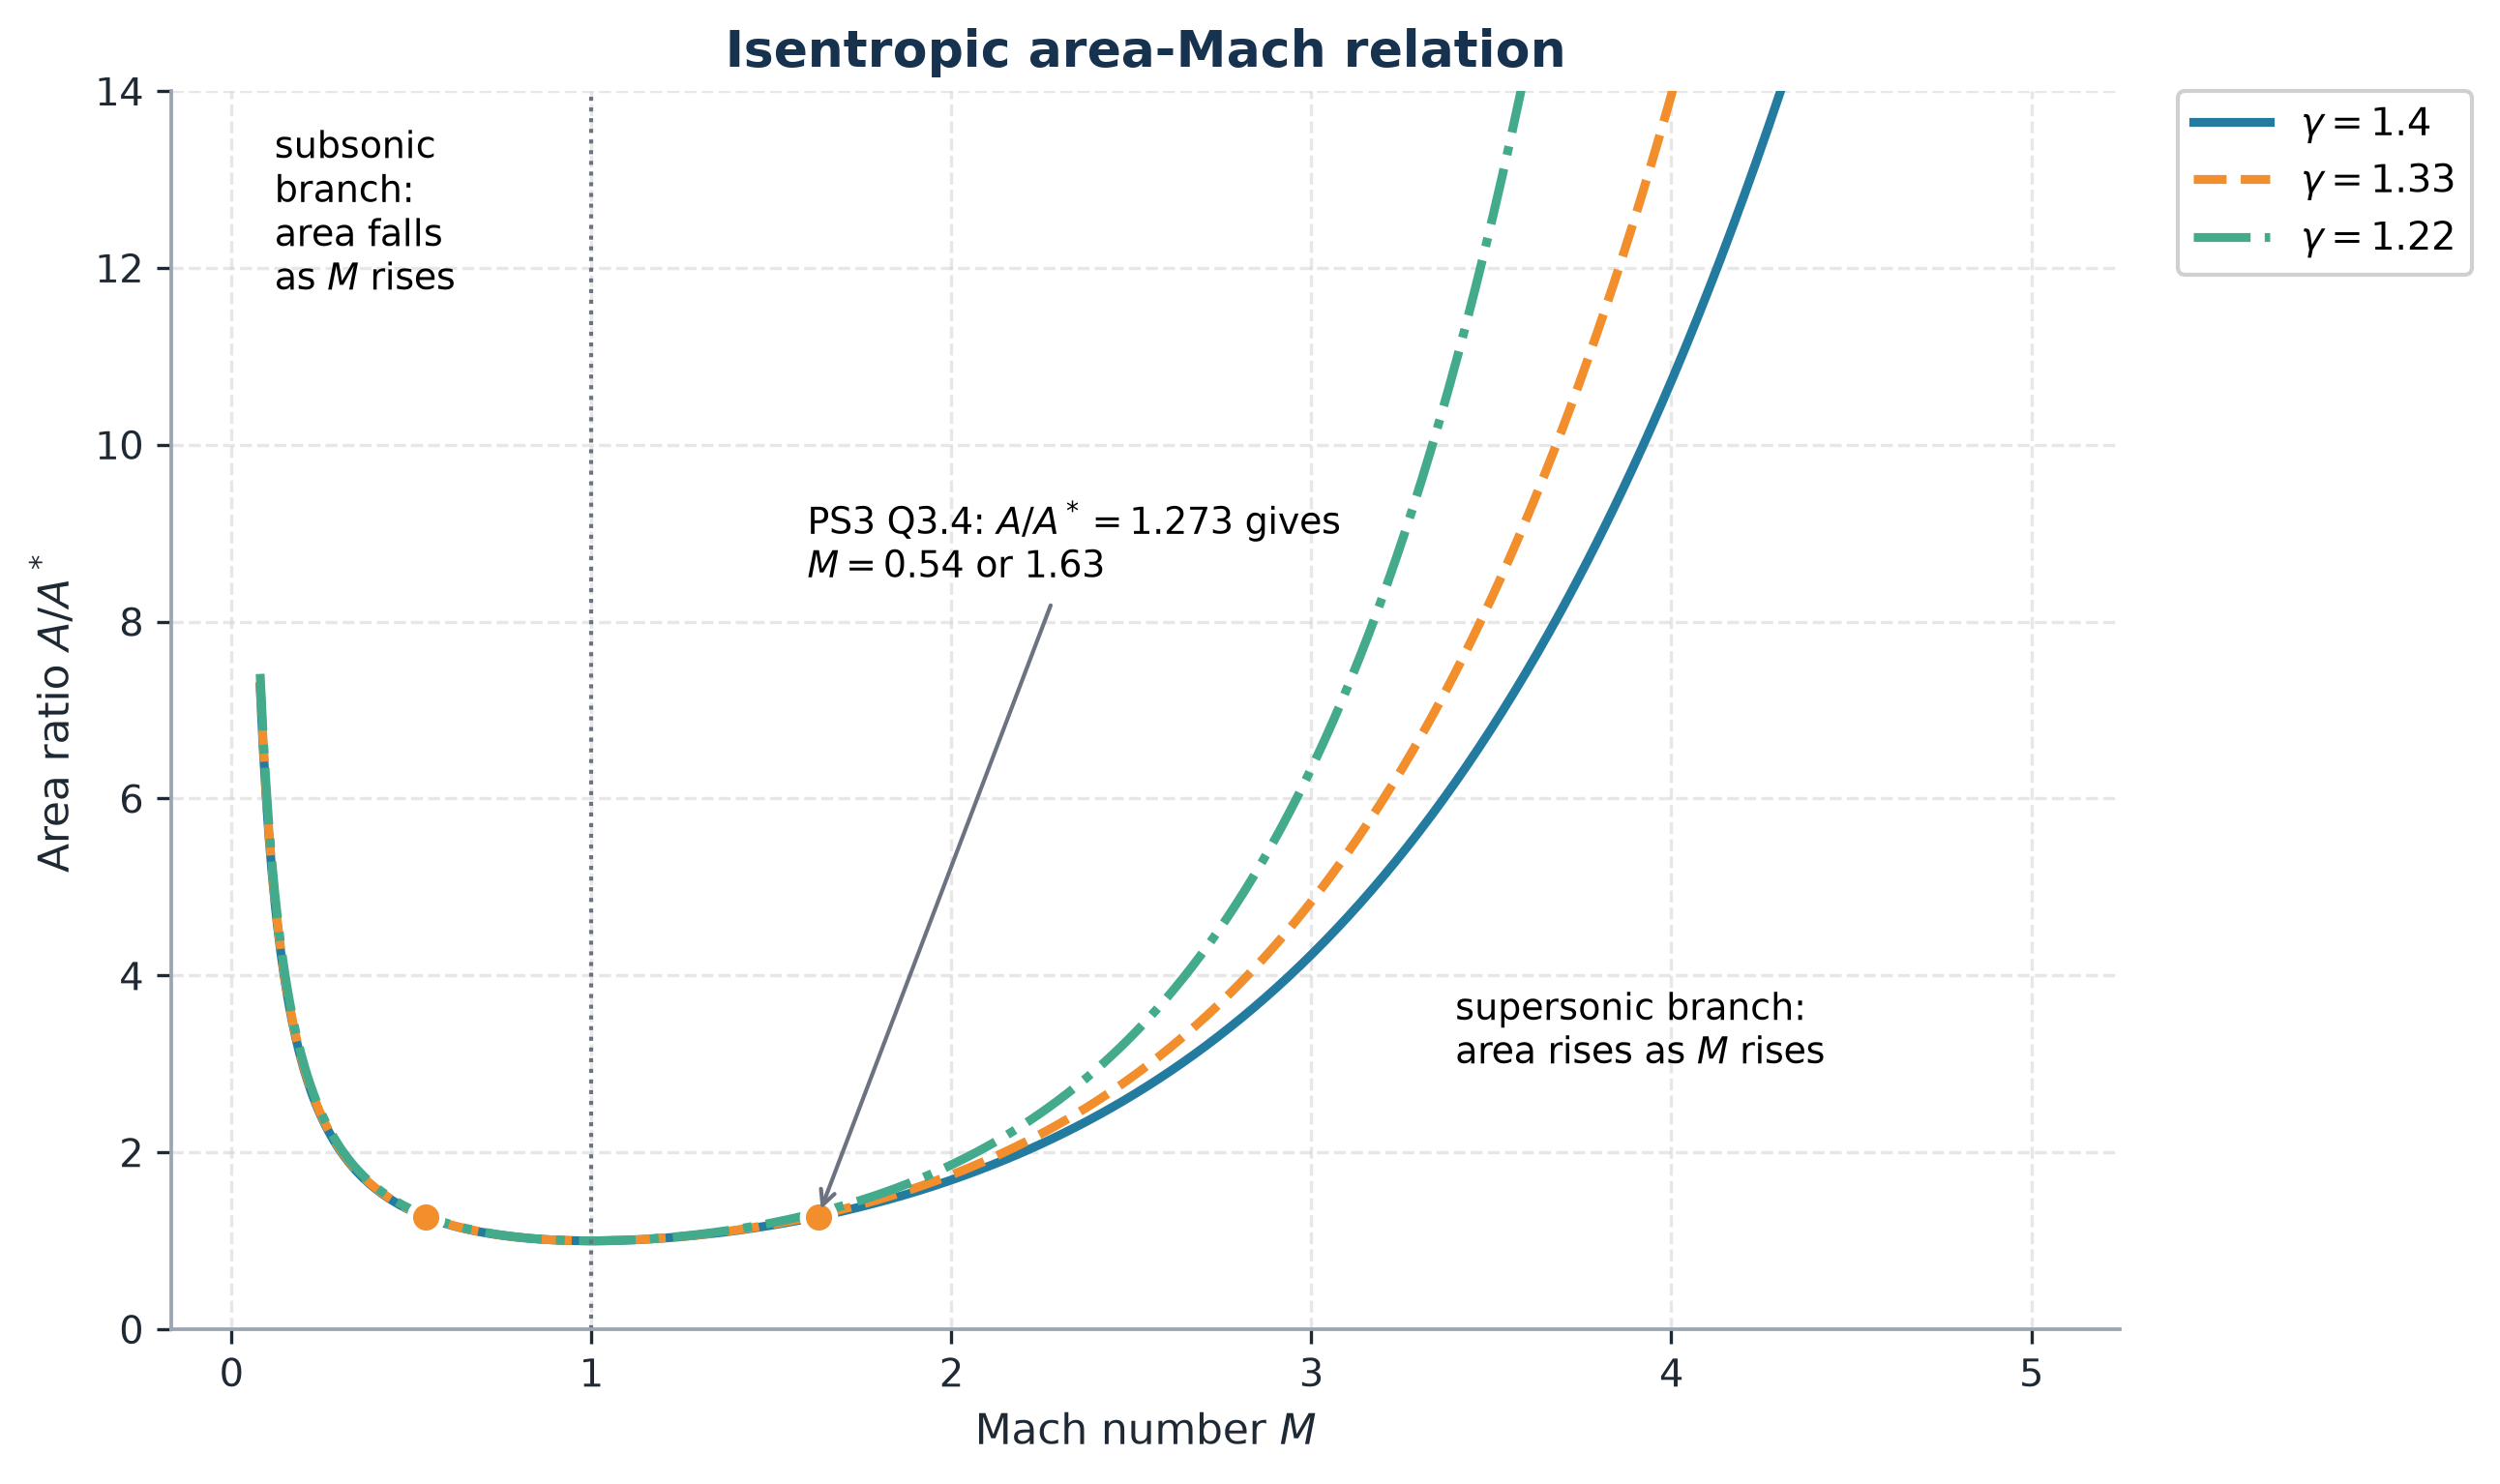 Isentropic area-Mach relation
14
12
10
8
6
4
2
0
Area ratio A/A*
subsonic
branch:
area falls
as M rises
PS3 Q3.4: A/A* = 1.273 gives
M = 0.54 or 1.63
supersonic branch:
area rises as M rises
0 1 2 3 4 5
Mach number M
γ = 1.4
γ = 1.33
γ = 1.22